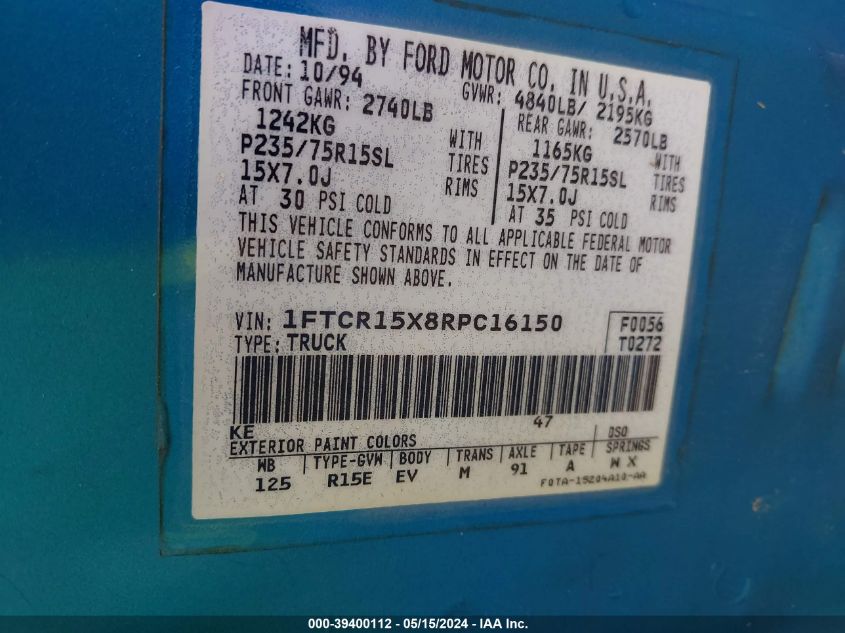 MFD. BY FORD MOTOR CO. IN U.S.A.
DATE: 10/94 GVWR: 4840LB/ 2195KG
FRONT GAWR: 2740LB REAR GAWR: 2570LB
1242KG WITH 1165KG WITH
P235/75R15SL TIRES P235/75R15SL TIRES
15X7.0J RIMS 15X7.0J RIMS
AT 30 PSI COLD AT 35 PSI COLD
THIS VEHICLE CONFORMS TO ALL APPLICABLE FEDERAL MOTOR
VEHICLE SAFETY STANDARDS IN EFFECT ON THE DATE OF
MANUFACTURE SHOWN ABOVE.
VIN: 1FTCR15X8RPC16150 F0056
TYPE: TRUCK T0272
KE 47
EXTERIOR PAINT COLORS DSO
WB TYPE-GVW BODY TRANS AXLE TAPE SPRINGS
125 R15E EV M 91 A W X
F0TA-15204A10-AA
000-39400112 - 05/15/2024 - IAA Inc.